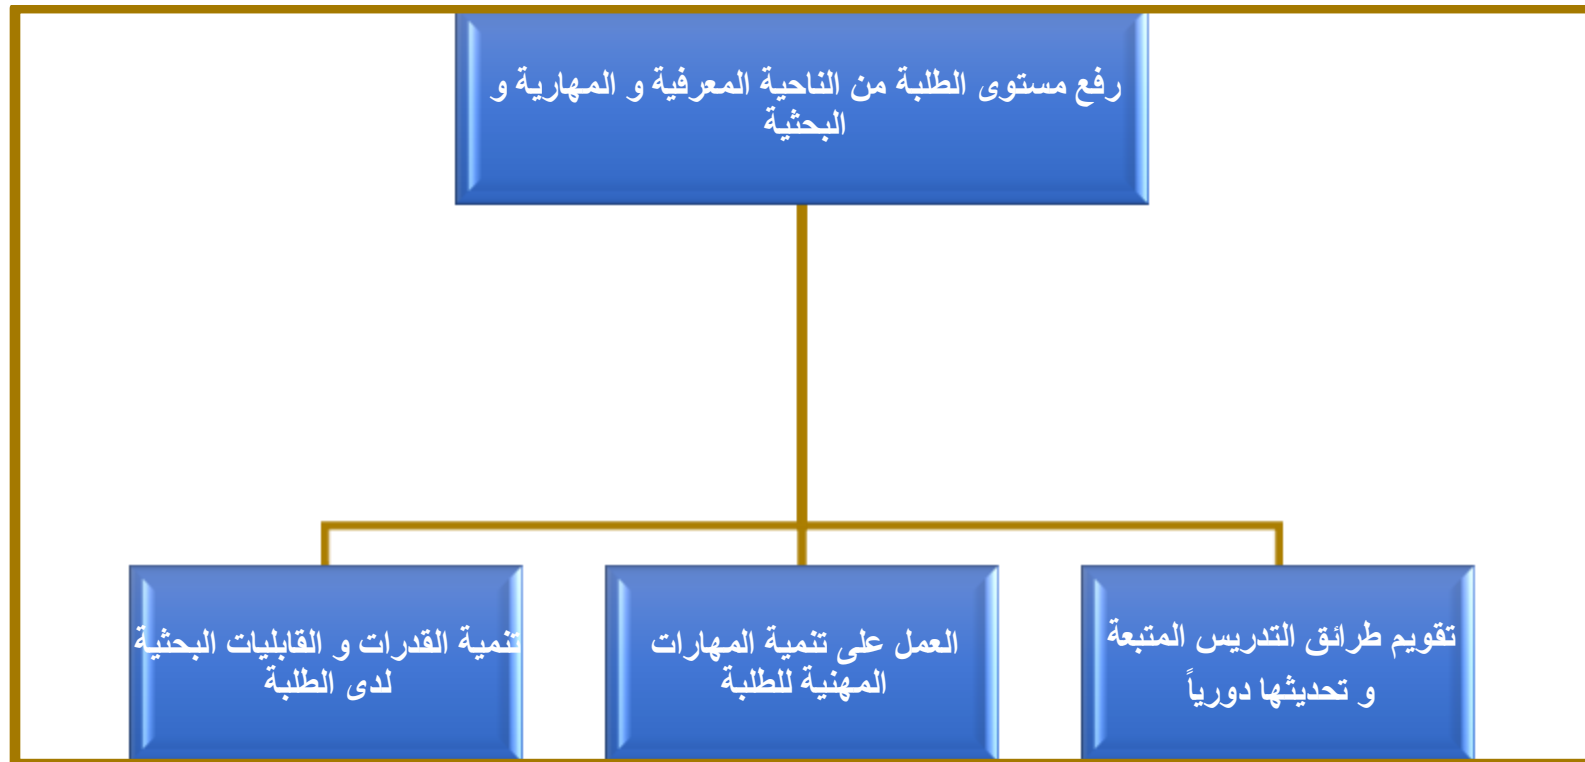 رفع مستوى الطلبة من الناحية المعرفية و المهارية و
البحثية
تقويم طرائق التدريس المتبعة
و تحديثها دورياً
العمل على تنمية المهارات
المهنية للطلبة
تنمية القدرات و القابليات البحثية
لدى الطلبة